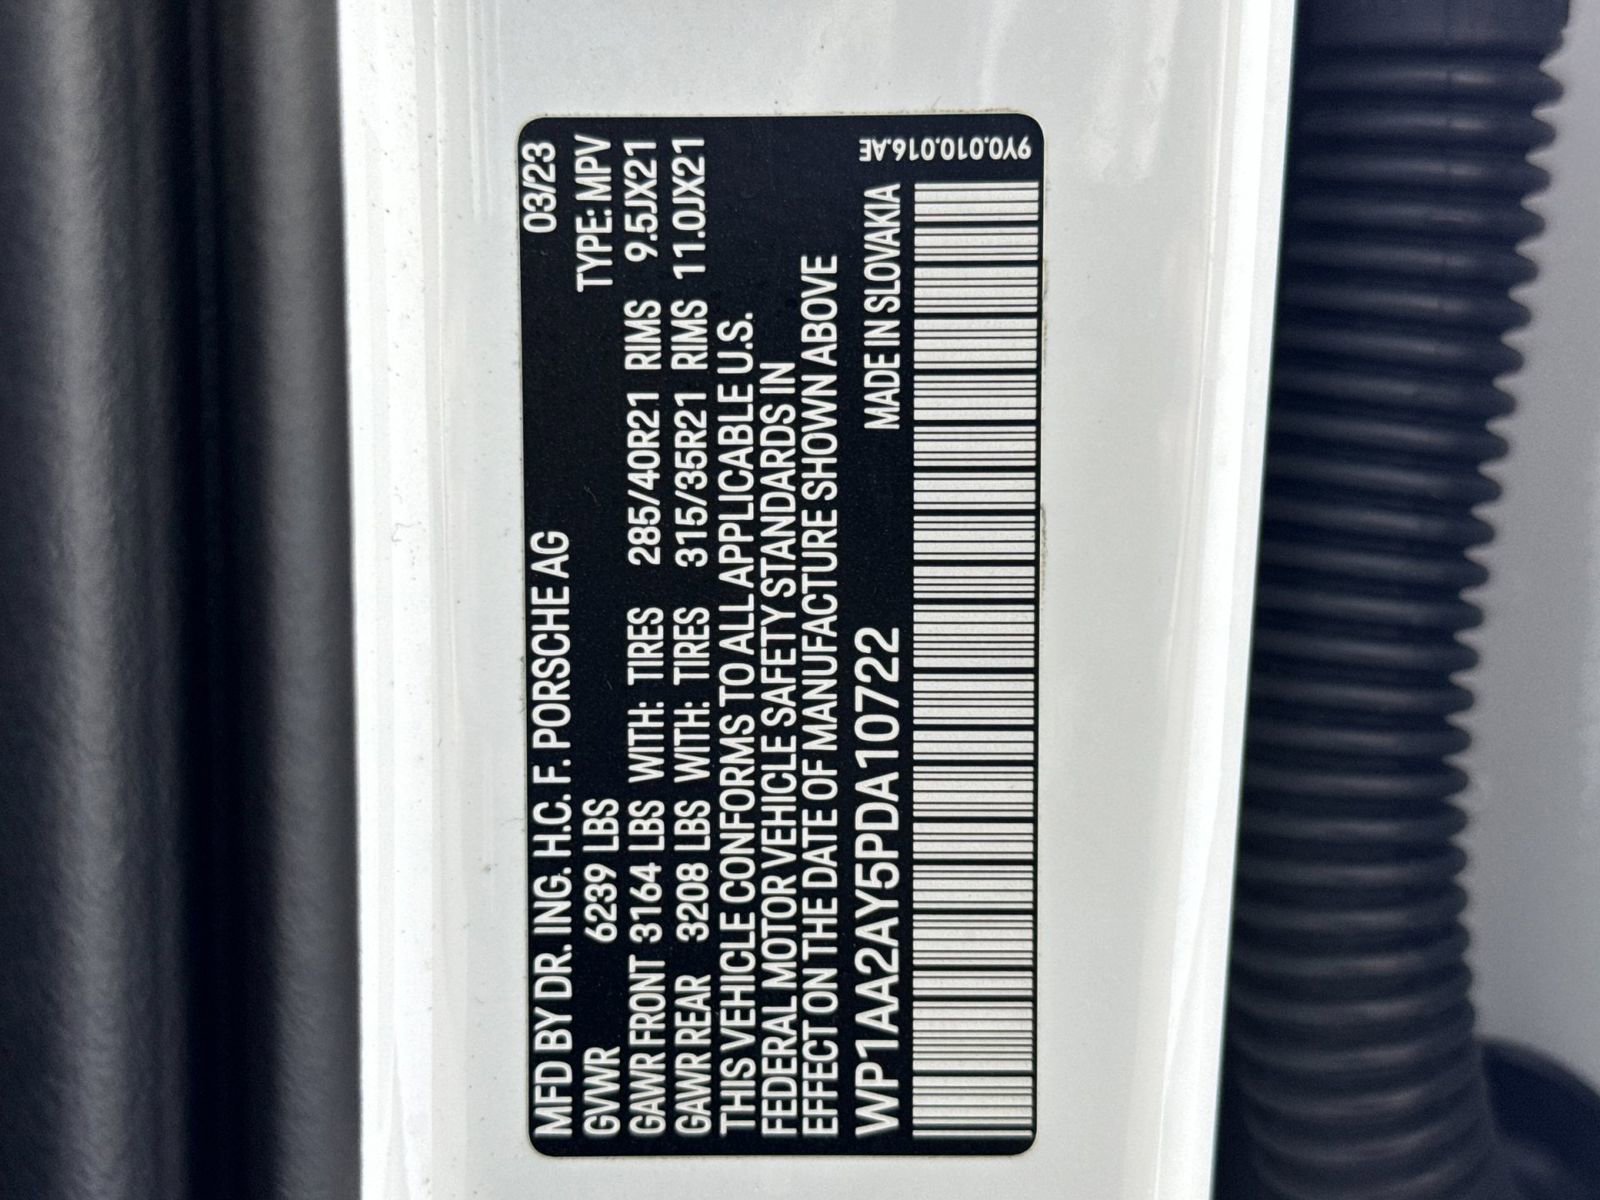 03/23
MFD BY DR. ING. H.C. F. PORSCHE AG
GVWR 6239 LBS TYPE: MPV
GAWR FRONT 3164 LBS WITH: TIRES 285/40R21 RIMS 9.5JX21
GAWR REAR 3208 LBS WITH: TIRES 315/35R21 RIMS 11.0JX21
THIS VEHICLE CONFORMS TO ALL APPLICABLE U.S.
FEDERAL MOTOR VEHICLE SAFETY STANDARDS IN
EFFECT ON THE DATE OF MANUFACTURE SHOWN ABOVE
WP1AA2AY5PDA10722 MADE IN SLOVAKIA
9Y0.010.016.AE